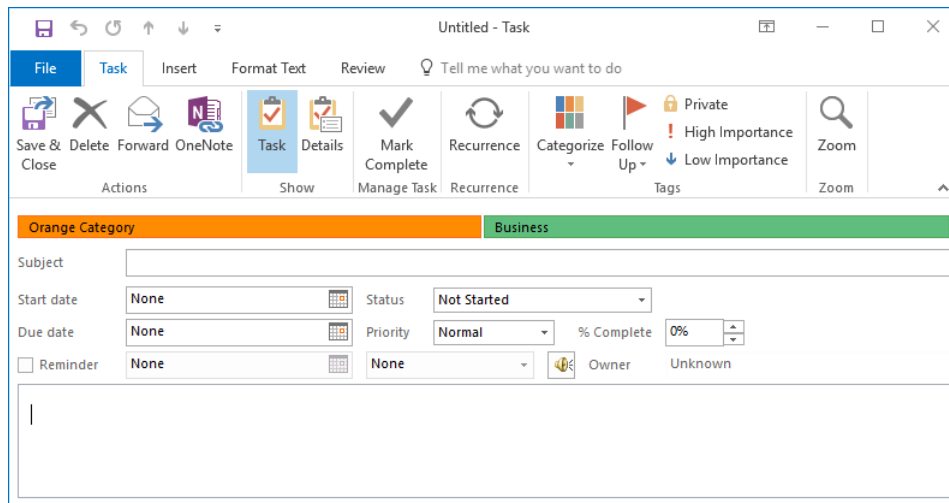 Untitled - Task
File Task Insert Format Text Review Tell me what you want to do
Save & Close Delete Forward OneNote Task Details Mark Complete Recurrence Categorize Follow Up Private High Importance Low Importance Zoom
Actions Show Manage Task Recurrence Tags Zoom
Orange Category Business
Subject
Start date None Status Not Started
Due date None Priority Normal % Complete 0%
Reminder None None Owner Unknown